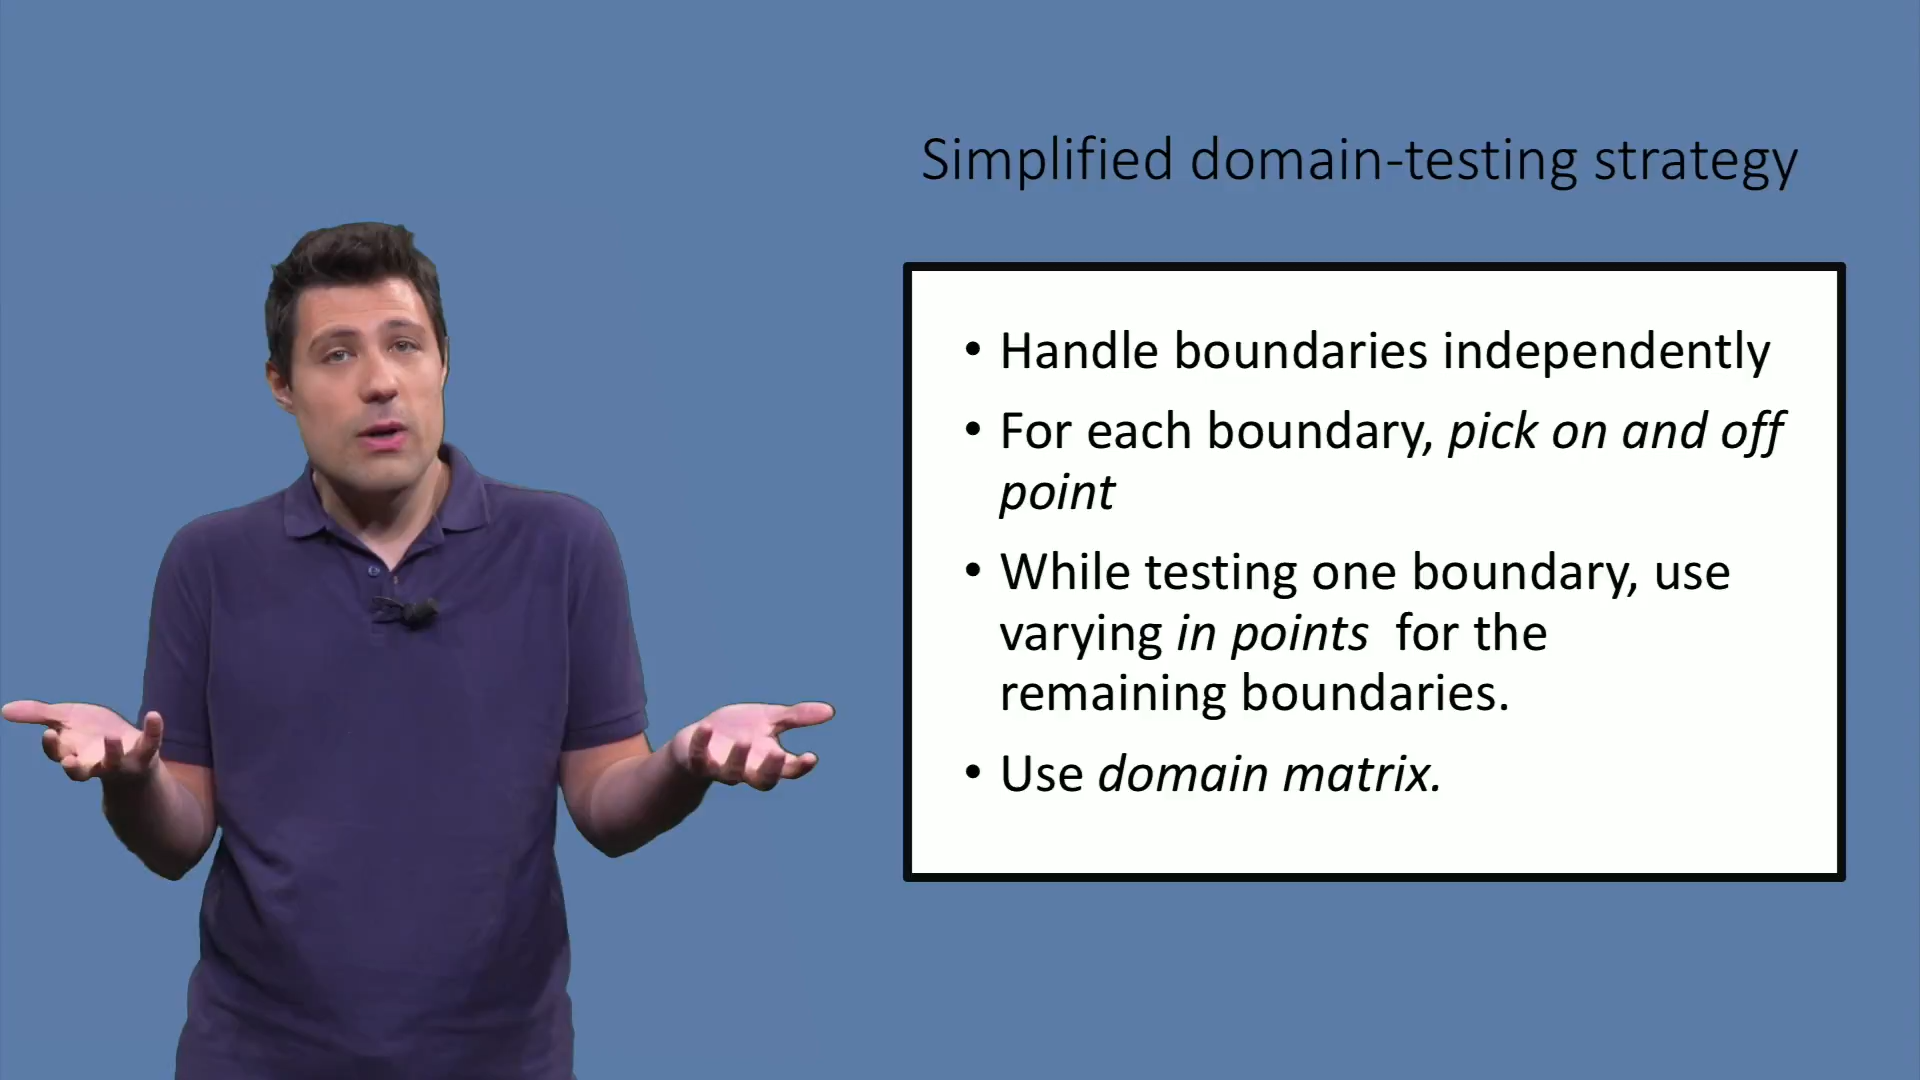 Simplified domain-testing strategy
• Handle boundaries independently
• For each boundary, pick on and off
point
• While testing one boundary, use
varying in points for the
remaining boundaries.
• Use domain matrix.